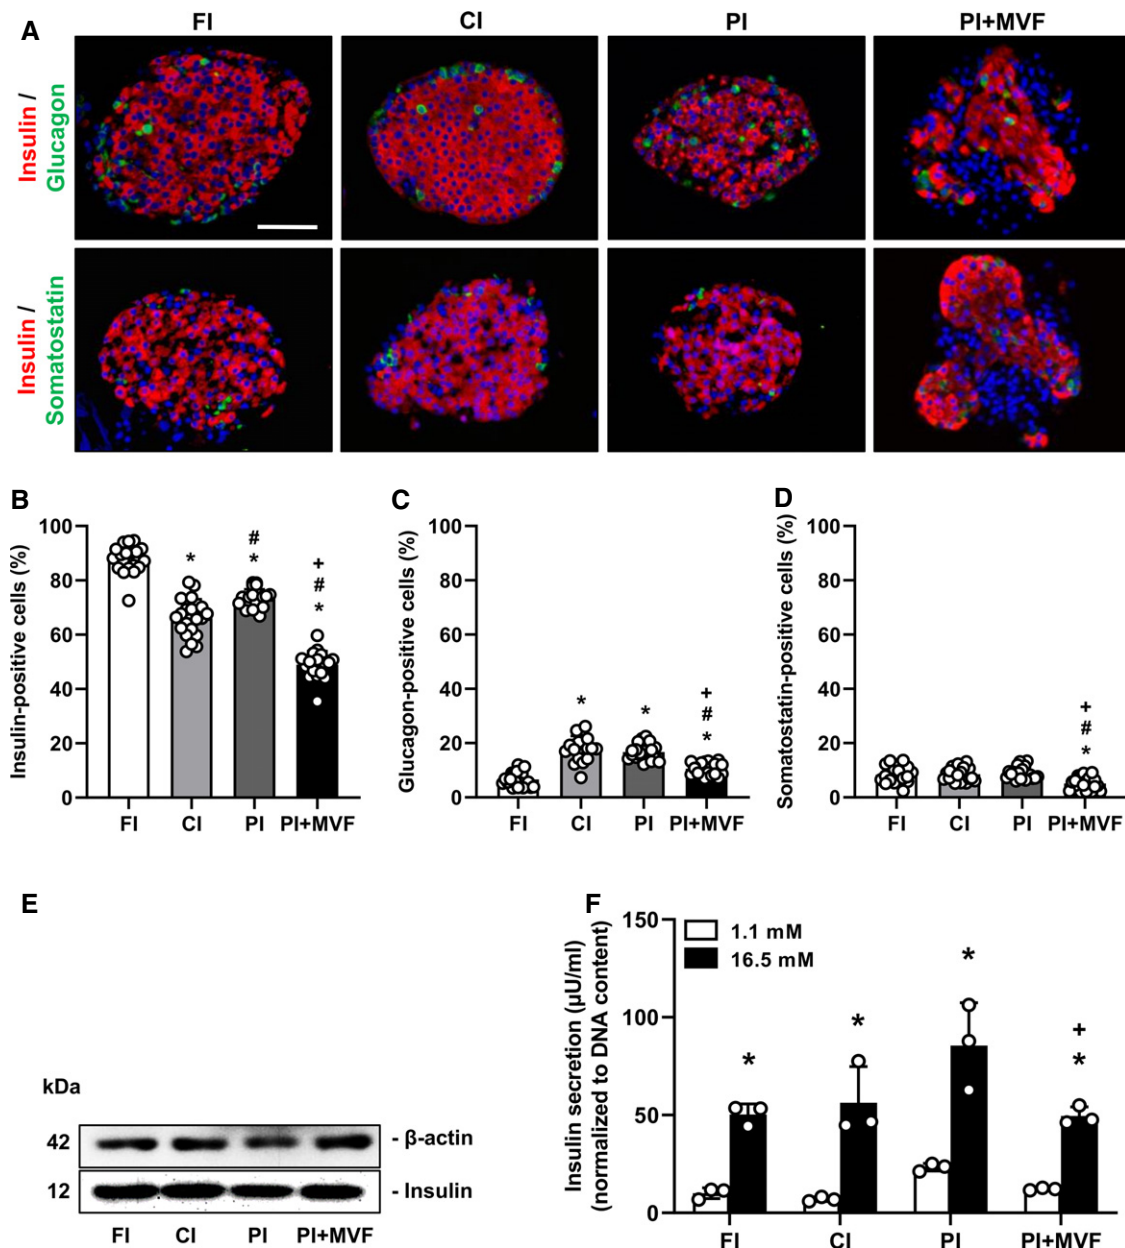 A
FI CI PI PI+MVF
Insulin /
Glucagon
Insulin /
Somatostatin
B
Insulin-positive cells (%)
100
80
60
40
20
0
*
#
*
+
#
*
FI CI PI PI+MVF
C
Glucagon-positive cells (%)
100
80
60
40
20
0
*
*
+
#
*
FI CI PI PI+MVF
D
Somatostatin-positive cells (%)
100
80
60
40
20
0
+
#
*
FI CI PI PI+MVF
E
kDa
42 - β-actin
12 - Insulin
FI CI PI PI+MVF
F
Insulin secretion (μU/ml)
(normalized to DNA content)
150
100
50
0
1.1 mM
16.5 mM
*
*
*
+
*
FI CI PI PI+MVF